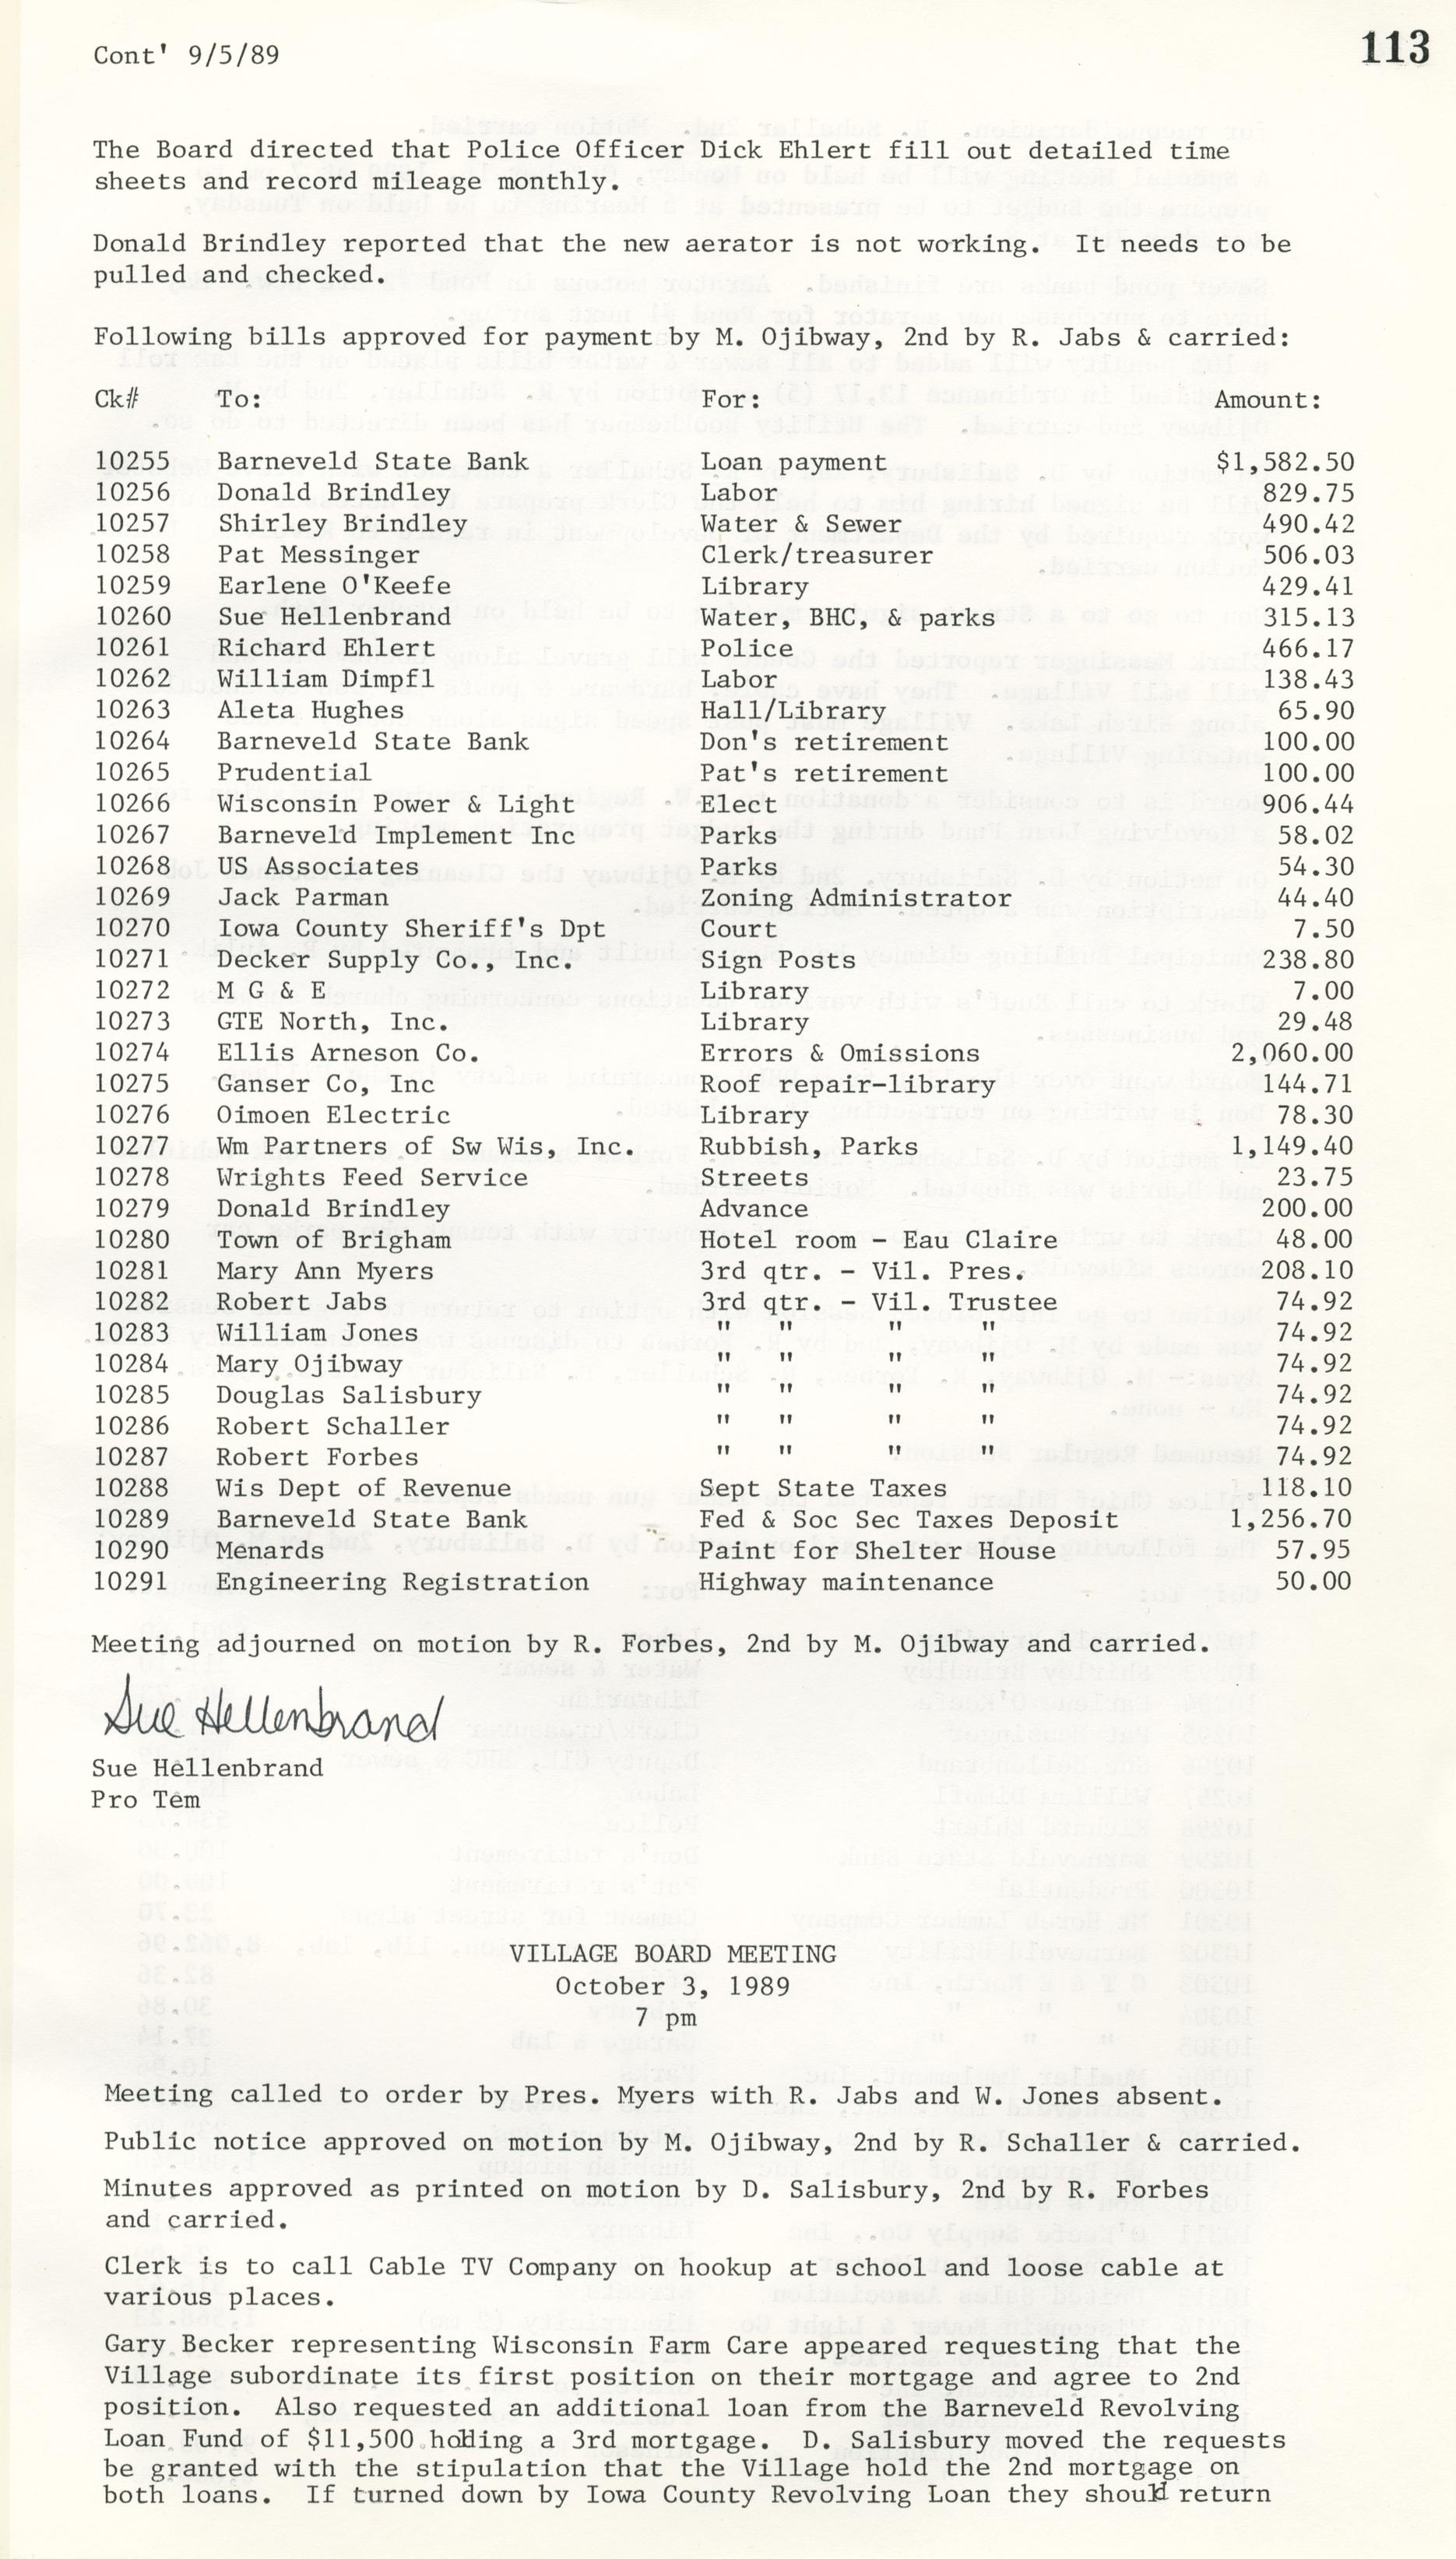 Cont' 9/5/89
113
The Board directed that Police Officer Dick Ehlert fill out detailed time
sheets and record mileage monthly.
Donald Brindley reported that the new aerator is not working. It needs to be
pulled and checked.
Following bills approved for payment by M. Ojibway, 2nd by R. Jabs & carried:
Ck# To: For: Amount:
10255 Barneveld State Bank Loan payment $1,582.50
10256 Donald Brindley Labor 829.75
10257 Shirley Brindley Water & Sewer 490.42
10258 Pat Messinger Clerk/treasurer 506.03
10259 Earlene O'Keefe Library 429.41
10260 Sue Hellenbrand Water, BHC, & parks 315.13
10261 Richard Ehlert Police 466.17
10262 William Dimpfl Labor 138.43
10263 Aleta Hughes Hall/Library 65.90
10264 Barneveld State Bank Don's retirement 100.00
10265 Prudential Pat's retirement 100.00
10266 Wisconsin Power & Light Elect 906.44
10267 Barneveld Implement Inc Parks 58.02
10268 US Associates Parks 54.30
10269 Jack Parman Zoning Administrator 44.40
10270 Iowa County Sheriff's Dpt Court 7.50
10271 Decker Supply Co., Inc. Sign Posts 238.80
10272 M G & E Library 7.00
10273 GTE North, Inc. Library 29.48
10274 Ellis Arneson Co. Errors & Omissions 2,060.00
10275 Ganser Co, Inc Roof repair-library 144.71
10276 Oimoen Electric Library 78.30
10277 Wm Partners of Sw Wis, Inc. Rubbish, Parks 1,149.40
10278 Wrights Feed Service Streets 23.75
10279 Donald Brindley Advance 200.00
10280 Town of Brigham Hotel room - Eau Claire 48.00
10281 Mary Ann Myers 3rd qtr. - Vil. Pres. 208.10
10282 Robert Jabs 3rd qtr. - Vil. Trustee 74.92
10283 William Jones " " " " 74.92
10284 Mary Ojibway " " " " 74.92
10285 Douglas Salisbury " " " " 74.92
10286 Robert Schaller " " " " 74.92
10287 Robert Forbes " " " " 74.92
10288 Wis Dept of Revenue Sept State Taxes 118.10
10289 Barneveld State Bank Fed & Soc Sec Taxes Deposit 1,256.70
10290 Menards Paint for Shelter House 57.95
10291 Engineering Registration Highway maintenance 50.00
Meeting adjourned on motion by R. Forbes, 2nd by M. Ojibway and carried.
Sue Hellenbrand
Sue Hellenbrand
Pro Tem
VILLAGE BOARD MEETING
October 3, 1989
7 pm
Meeting called to order by Pres. Myers with R. Jabs and W. Jones absent.
Public notice approved on motion by M. Ojibway, 2nd by R. Schaller & carried.
Minutes approved as printed on motion by D. Salisbury, 2nd by R. Forbes
and carried.
Clerk is to call Cable TV Company on hookup at school and loose cable at
various places.
Gary Becker representing Wisconsin Farm Care appeared requesting that the
Village subordinate its first position on their mortgage and agree to 2nd
position. Also requested an additional loan from the Barneveld Revolving
Loan Fund of $11,500 holding a 3rd mortgage. D. Salisbury moved the requests
be granted with the stipulation that the Village hold the 2nd mortgage on
both loans. If turned down by Iowa County Revolving Loan they should return